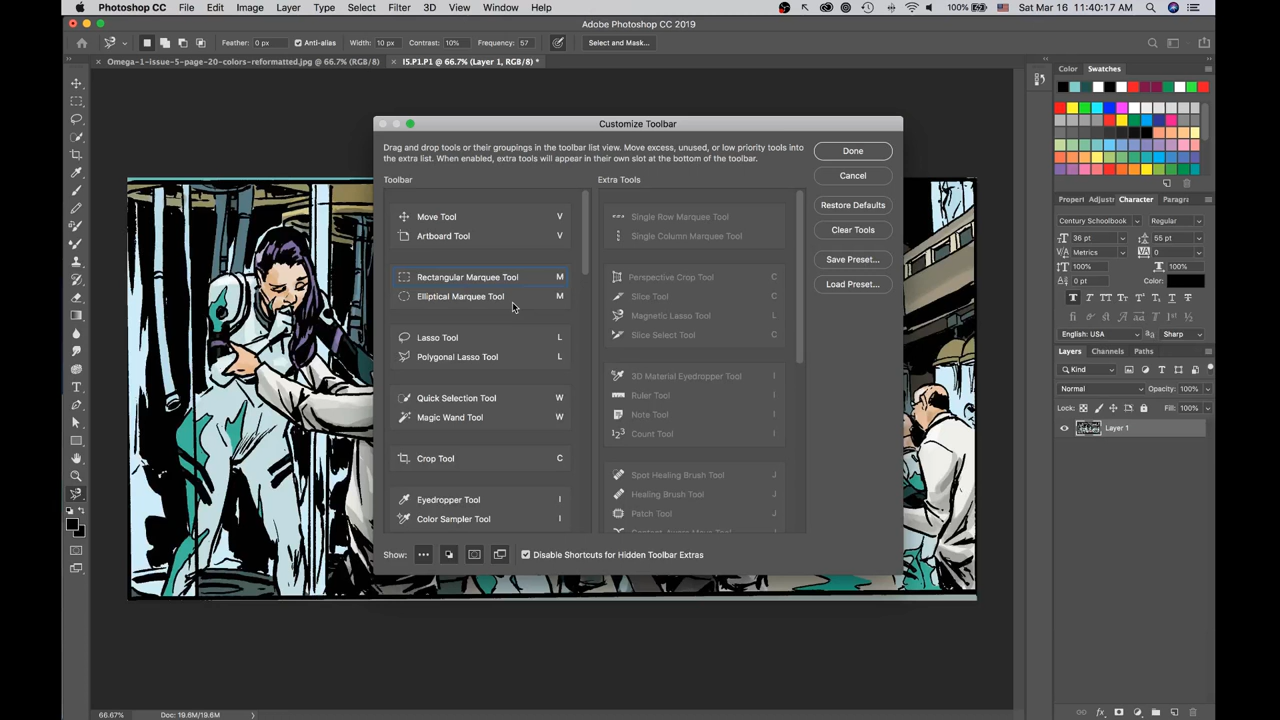 Photoshop CC File Edit Image Layer Type Select Filter 3D View Window Help 100% Sat Mar 16 11:40:17 AM
Adobe Photoshop CC 2019
Feather: 0 px Anti-alias Width: 10 px Contrast: 10% Frequency: 57 Select and Mask...
Omega-1-issue-5-page-20-colors-reformatted.jpg @ 66.7% (RGB/8) I5.P1.P1 @ 66.7% (Layer 1, RGB/8) *
Customize Toolbar
Drag and drop tools or their groupings in the toolbar list view. Move excess, unused, or low priority tools into
the extra list. When enabled, extra tools will appear in their own slot at the bottom of the toolbar.
Toolbar
Move Tool V
Artboard Tool V
Rectangular Marquee Tool M
Elliptical Marquee Tool M
Lasso Tool L
Polygonal Lasso Tool L
Quick Selection Tool W
Magic Wand Tool W
Crop Tool C
Eyedropper Tool I
Color Sampler Tool I
Extra Tools
Single Row Marquee Tool
Single Column Marquee Tool
Perspective Crop Tool C
Slice Tool C
Magnetic Lasso Tool L
Slice Select Tool C
3D Material Eyedropper Tool I
Ruler Tool I
Note Tool I
Count Tool I
Spot Healing Brush Tool J
Healing Brush Tool J
Patch Tool J
Content-Aware Move Tool J
Done
Cancel
Restore Defaults
Clear Tools
Save Preset...
Load Preset...
Show: Disable Shortcuts for Hidden Toolbar Extras
Color Swatches
Propert Adjustm Character Paragra
Century Schoolbook Regular
36 pt 55 pt
Metrics 0
100% 100%
0 pt Color:
English: USA Sharp
Layers Channels Paths
Kind
Normal Opacity: 100%
Lock: Fill: 100%
Layer 1
66.67% Doc: 19.6M/19.6M